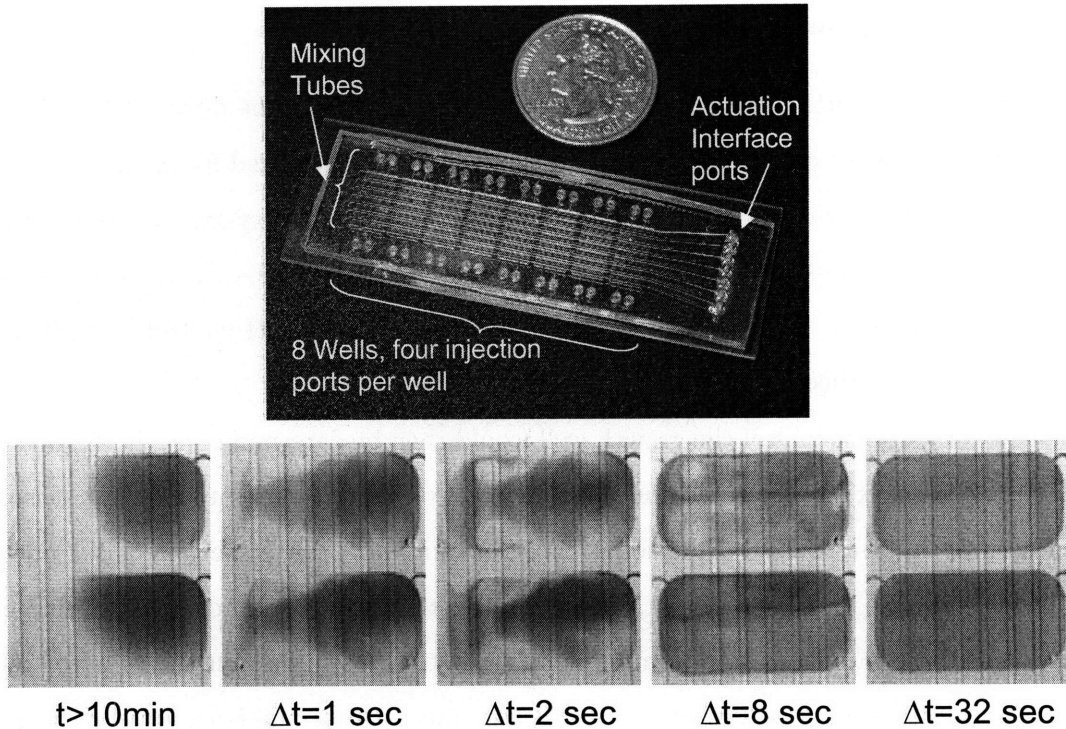 Mixing
Tubes
Actuation
Interface
ports
8 Wells, four injection
ports per well
t>10min
Δt=1 sec
Δt=2 sec
Δt=8 sec
Δt=32 sec